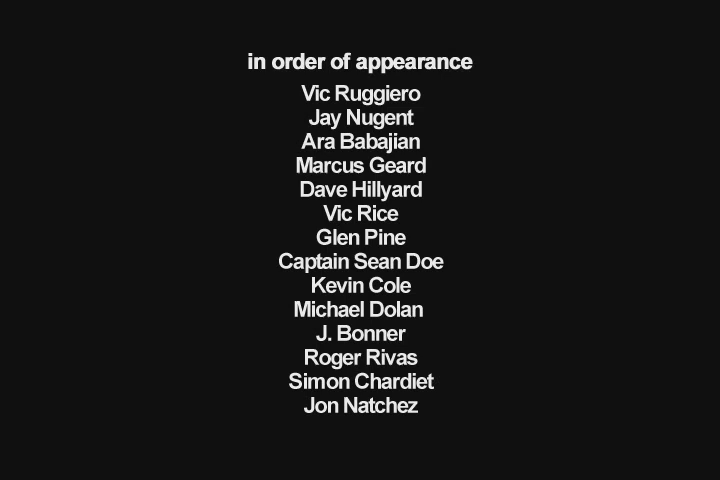 in order of appearance
Vic Ruggiero
Jay Nugent
Ara Babajian
Marcus Geard
Dave Hillyard
Vic Rice
Glen Pine
Captain Sean Doe
Kevin Cole
Michael Dolan
J. Bonner
Roger Rivas
Simon Chardiet
Jon Natchez